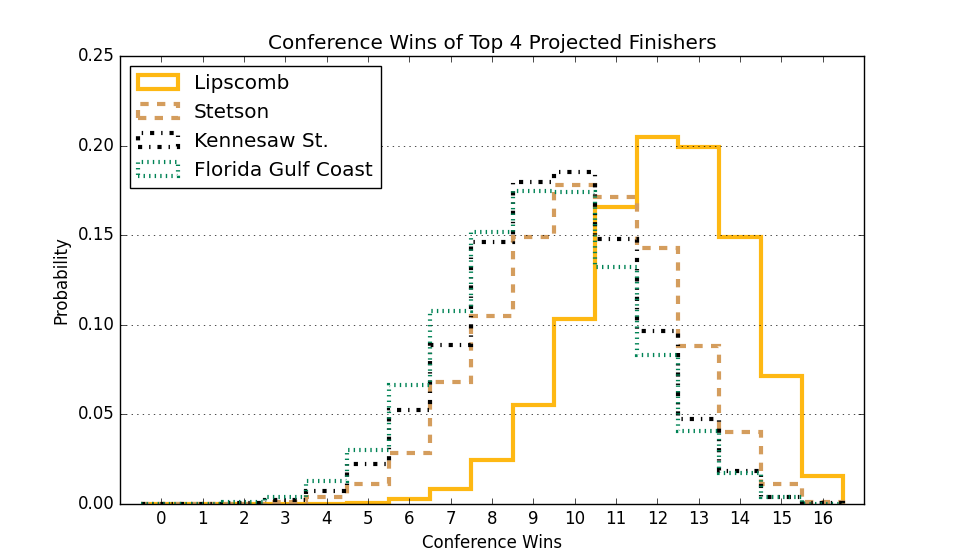 Conference Wins of Top 4 Projected Finishers
Lipscomb
Stetson
Kennesaw St.
Florida Gulf Coast
0.25
0.20
0.15
0.10
0.05
0.00
Probability
0 1 2 3 4 5 6 7 8 9 10 11 12 13 14 15 16
Conference Wins